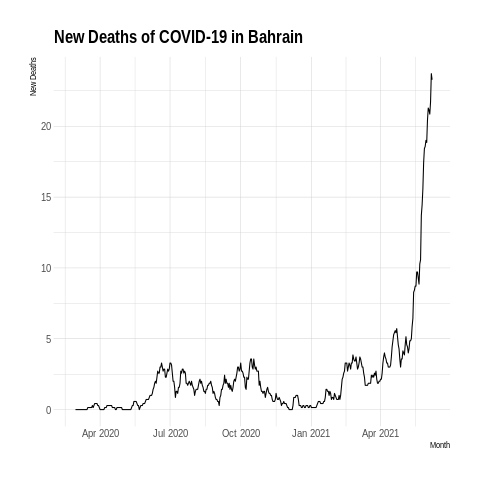 New Deaths of COVID-19 in Bahrain
New Deaths
20
15
10
5
0
Apr 2020 Jul 2020 Oct 2020 Jan 2021 Apr 2021
Month